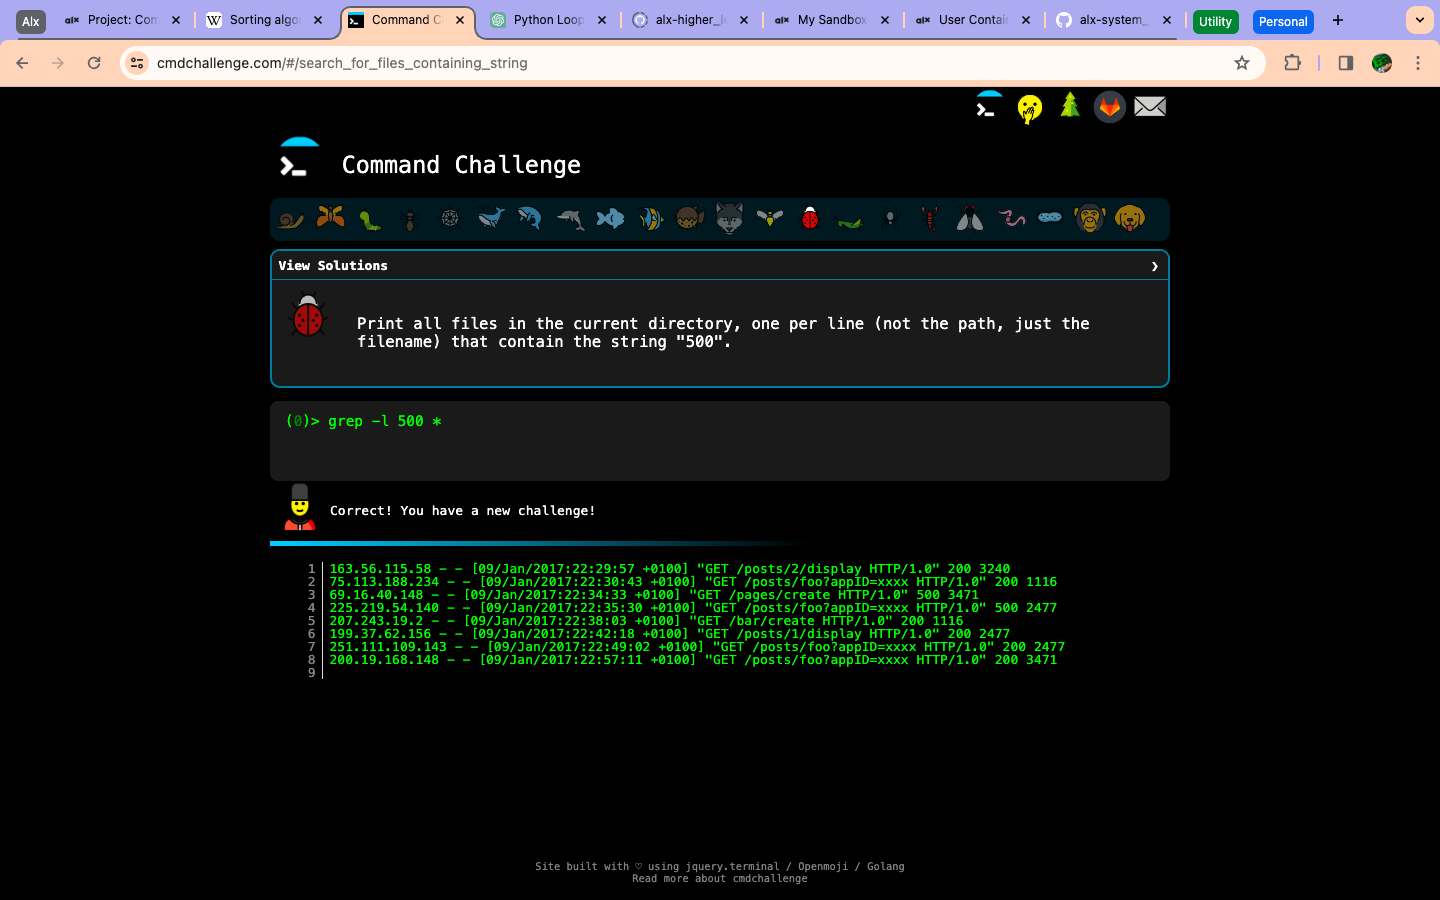 Alx
alx Project: Com
W Sorting algo
Command C
Python Loop
alx-higher_le
alx My Sandbox
alx User Contain
alx-system_
Utility
Personal
cmdchallenge.com/#/search_for_files_containing_string
Command Challenge
View Solutions ❯
Print all files in the current directory, one per line (not the path, just the
filename) that contain the string "500".
(0)> grep -l 500 *
Correct! You have a new challenge!
1 163.56.115.58 - - [09/Jan/2017:22:29:57 +0100] "GET /posts/2/display HTTP/1.0" 200 3240
2 75.113.188.234 - - [09/Jan/2017:22:30:43 +0100] "GET /posts/foo?appID=xxxx HTTP/1.0" 200 1116
3 69.16.40.148 - - [09/Jan/2017:22:34:33 +0100] "GET /pages/create HTTP/1.0" 500 3471
4 225.219.54.140 - - [09/Jan/2017:22:35:30 +0100] "GET /posts/foo?appID=xxxx HTTP/1.0" 500 2477
5 207.243.19.2 - - [09/Jan/2017:22:38:03 +0100] "GET /bar/create HTTP/1.0" 200 1116
6 199.37.62.156 - - [09/Jan/2017:22:42:18 +0100] "GET /posts/1/display HTTP/1.0" 200 2477
7 251.111.109.143 - - [09/Jan/2017:22:49:02 +0100] "GET /posts/foo?appID=xxxx HTTP/1.0" 200 2477
8 200.19.168.148 - - [09/Jan/2017:22:57:11 +0100] "GET /posts/foo?appID=xxxx HTTP/1.0" 200 3471
9
Site built with ♡ using jquery.terminal / Openmoji / Golang
Read more about cmdchallenge